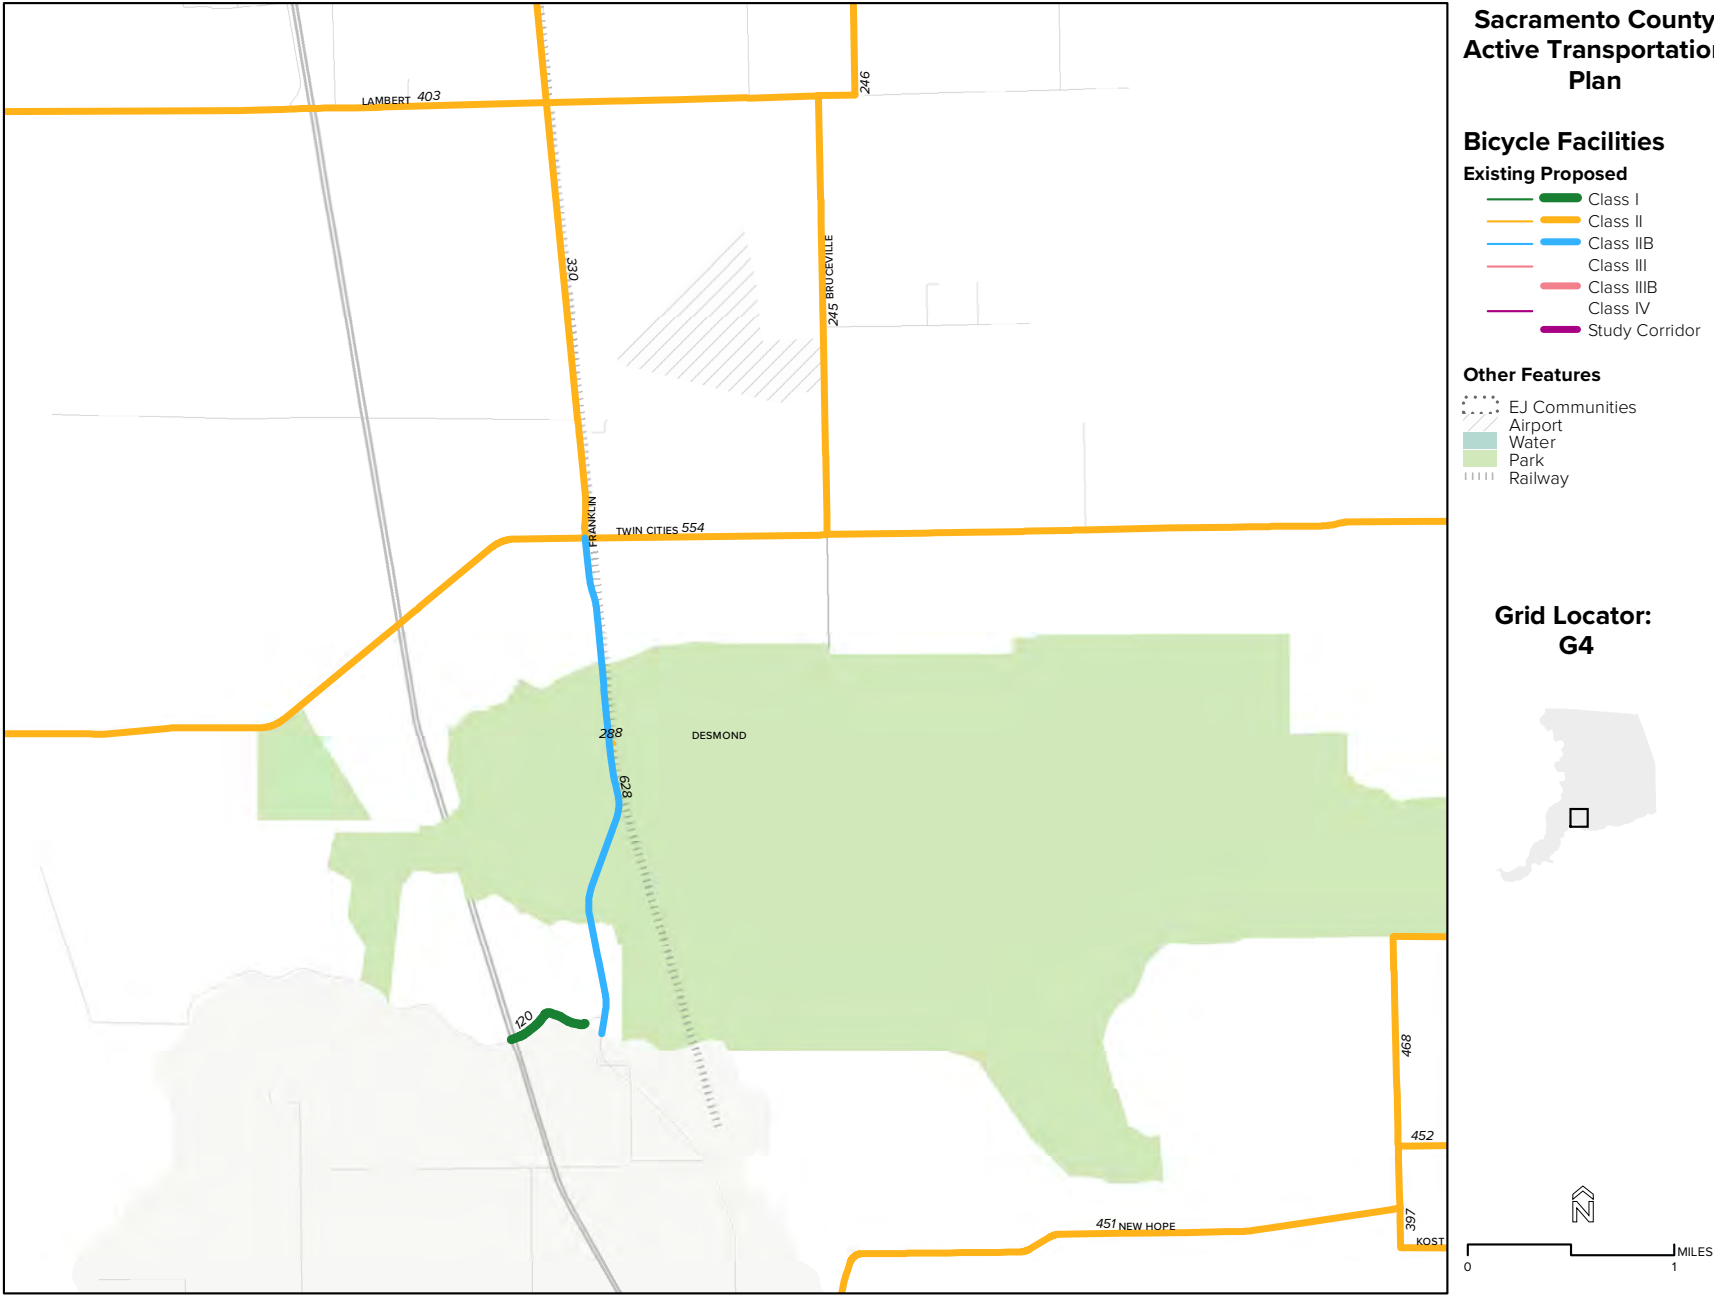 Sacramento County
Active Transportation
Plan
Bicycle Facilities
Existing Proposed
Class I
Class II
Class IIB
Class III
Class IIIB
Class IV
Study Corridor
Other Features
EJ Communities
Airport
Water
Park
Railway
Grid Locator:
G4
N
MILES
0 1
LAMBERT 403
246
330
245 BRUCEVILLE
FRANKLIN
TWIN CITIES 554
288
DESMOND
628
120
468
452
451 NEW HOPE
397
KOST